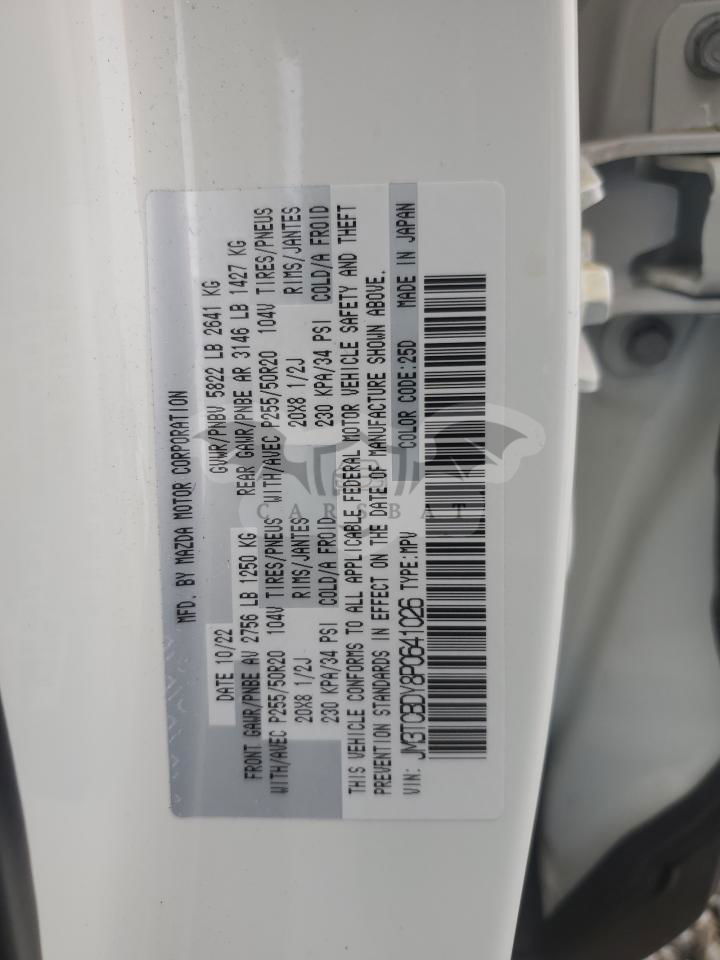 MFD. BY MAZDA MOTOR CORPORATION
DATE 10/22 GVWR/PNBV 5822 LB 2641 KG
FRONT GAWR/PNBE AV 2756 LB 1250 KG REAR GAWR/PNBE AR 3146 LB 1427 KG
WITH/AVEC P255/50R20 104V TIRES/PNEUS WITH/AVEC P255/50R20 104V TIRES/PNEUS
20X8 1/2J RIMS/JANTES 20X8 1/2J RIMS/JANTES
230 KPA/34 PSI COLD/A FROID 230 KPA/34 PSI COLD/A FROID
THIS VEHICLE CONFORMS TO ALL APPLICABLE FEDERAL MOTOR VEHICLE SAFETY AND THEFT
PREVENTION STANDARDS IN EFFECT ON THE DATE OF MANUFACTURE SHOWN ABOVE.
VIN: JM3TCBDY8P0641026 TYPE:MPV COLOR CODE:25D MADE IN JAPAN
CARSBAT